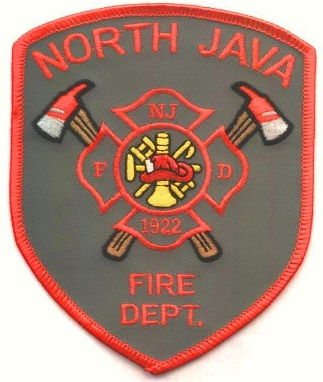 NORTH JAVA
NJ
F D
1922
FIRE
DEPT.